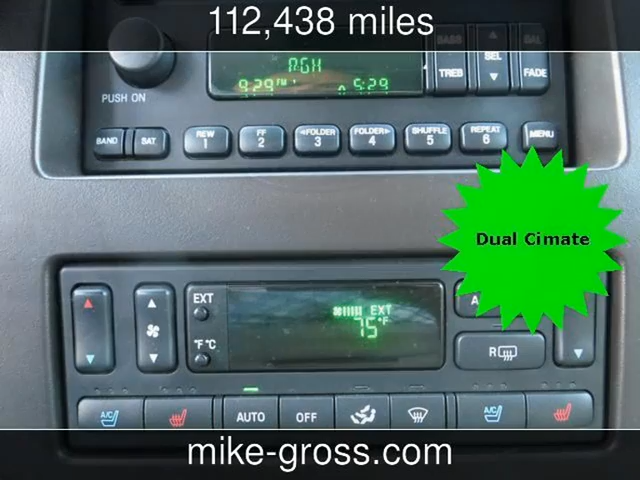 112,438 miles
BASS SEL BAL
TREB FADE
PUSH ON
BAND SAT REW 1 FF 2 ◄FOLDER 3 FOLDER► 4 SHUFFLE 5 REPEAT 6 MENU
Dual Cimate
EXT
EXT
75°F
°F °C
R
A/C AUTO OFF A/C
mike-gross.com